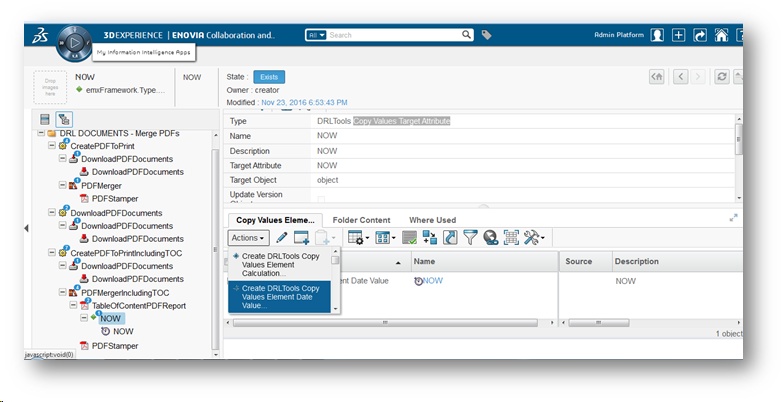 3DEXPERIENCE | ENOVIA Collaboration and..
All
Search
Admin Platform
My Information Intelligence Apps
Drop images here
NOW
emxFramework.Type....
NOW
State : Exists
Owner : creator
Modified : Nov 23, 2016 6:53:43 PM
DRL DOCUMENTS - Merge PDFs
CreatePDFToPrint
DownloadPDFDocuments
DownloadPDFDocuments
PDFMerger
PDFStamper
DownloadPDFDocuments
DownloadPDFDocuments
DownloadPDFDocuments
CreatePDFToPrintIncludingTOC
DownloadPDFDocuments
DownloadPDFDocuments
PDFMergerIncludingTOC
TableOfContentPDFReport
NOW
NOW
PDFStamper
javascript:void(0)
Type DRLTools Copy Values Target Attribute
Name NOW
Description NOW
Target Attribute NOW
Target Object object
Update Version
Copy Values Eleme... Folder Content Where Used
Actions
Create DRLTools Copy
Values Element
Calculation...
Create DRLTools Copy
Values Element Date
Value...
Name Source Description
ent Date Value NOW NOW
1 object